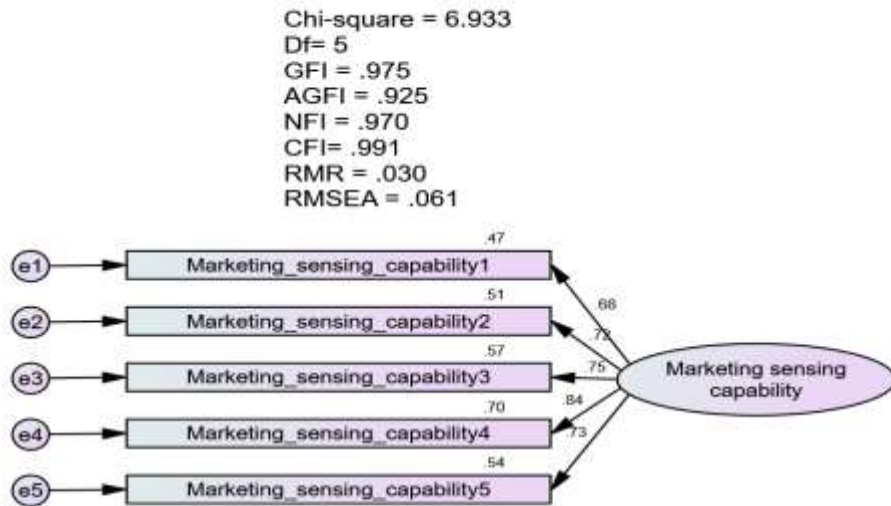 Chi-square = 6.933
Df= 5
GFI = .975
AGFI = .925
NFI = .970
CFI= .991
RMR = .030
RMSEA = .061
.47
e1
Marketing_sensing_capability1
.68
.51
e2
Marketing_sensing_capability2
.72
.57
e3
Marketing_sensing_capability3
.75
Marketing sensing
capability
.70
e4
Marketing_sensing_capability4
.84
.73
.54
e5
Marketing_sensing_capability5